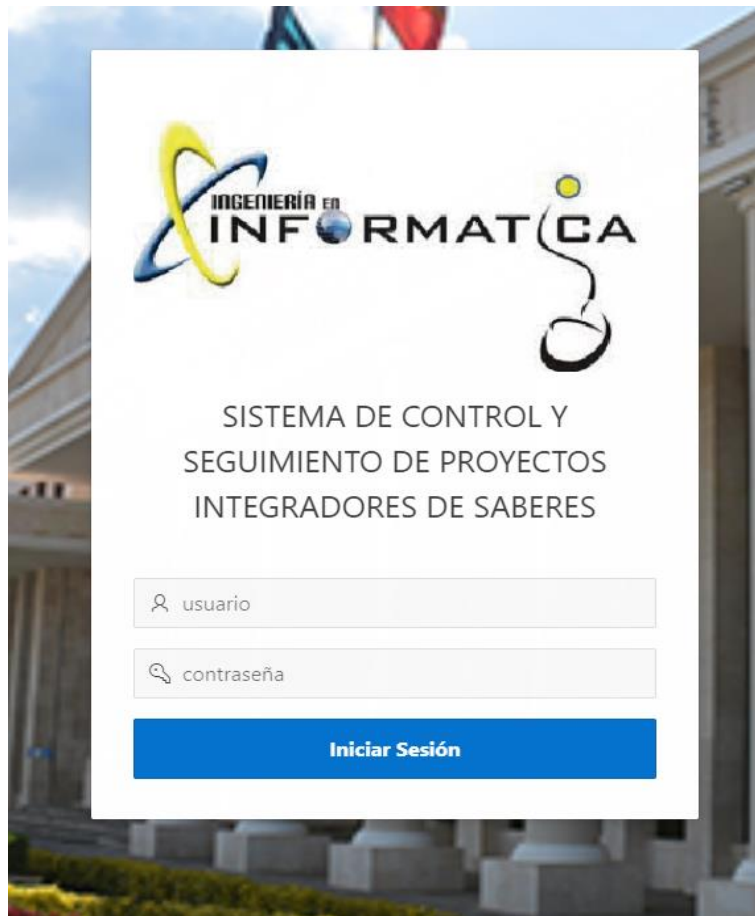 INGENIERÍA EN
INFORMATICA
SISTEMA DE CONTROL Y
SEGUIMIENTO DE PROYECTOS
INTEGRADORES DE SABERES
usuario
contraseña
Iniciar Sesión